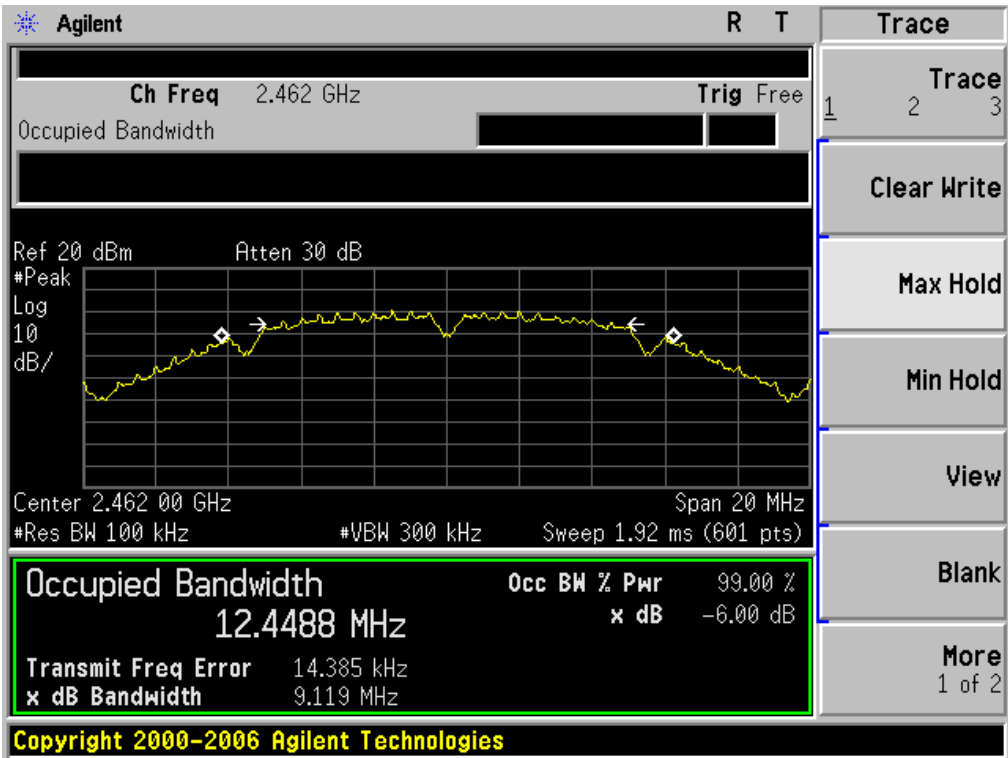 Agilent R T
Ch Freq 2.462 GHz Trig Free
Occupied Bandwidth
Ref 20 dBm Atten 30 dB
#Peak
Log
10
dB/
Center 2.462 00 GHz Span 20 MHz
#Res BW 100 kHz #VBW 300 kHz Sweep 1.92 ms (601 pts)
Occupied Bandwidth
12.4488 MHz
Occ BW % Pwr 99.00 %
x dB -6.00 dB
Transmit Freq Error 14.385 kHz
x dB Bandwidth 9.119 MHz
Copyright 2000-2006 Agilent Technologies
Trace
Trace
1 2 3
Clear Write
Max Hold
Min Hold
View
Blank
More
1 of 2